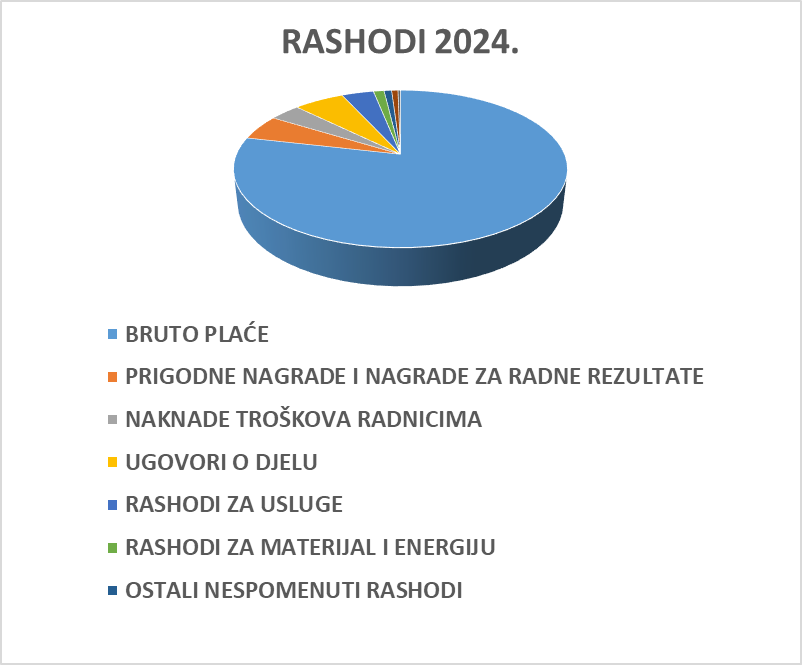 RASHODI 2024.
BRUTO PLAĆE
PRIGODNE NAGRADE I NAGRADE ZA RADNE REZULTATE
NAKNADE TROŠKOVA RADNICIMA
UGOVORI O DJELU
RASHODI ZA USLUGE
RASHODI ZA MATERIJAL I ENERGIJU
OSTALI NESPOMENUTI RASHODI